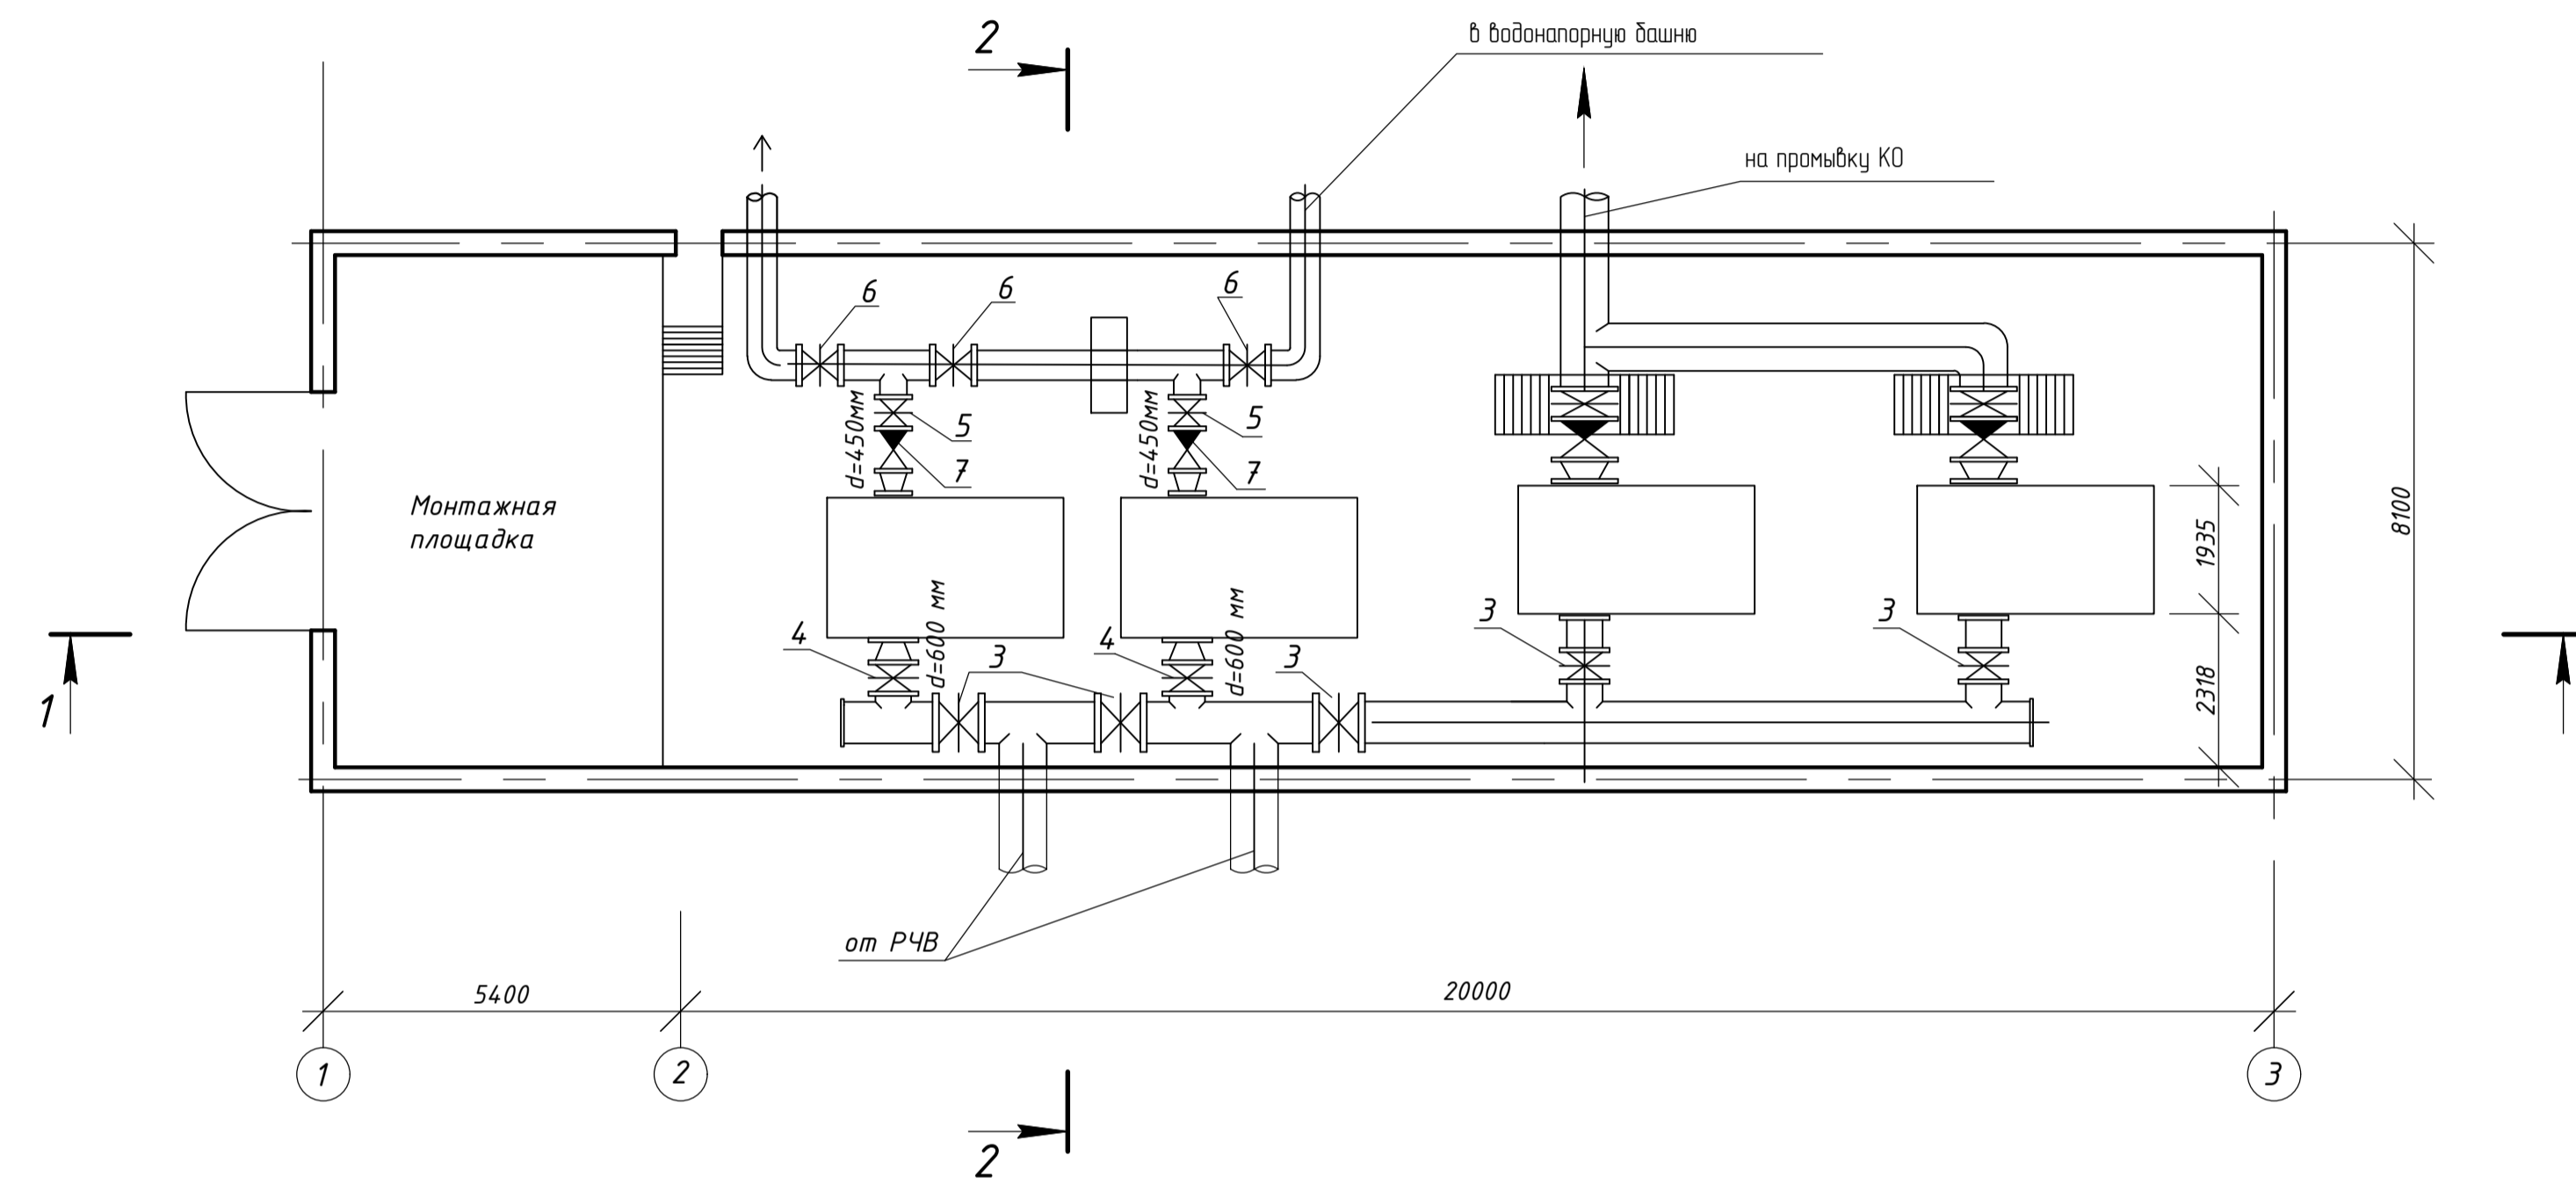 2
в водонапорную башню
на промывку КО
6
6
6
d=450мм
5
7
d=450мм
5
7
Монтажная
площадка
1935
8100
4
d=600 мм
3
4
d=600 мм
3
3
3
2318
1
от РЧВ
5400
20000
1
2
3
2